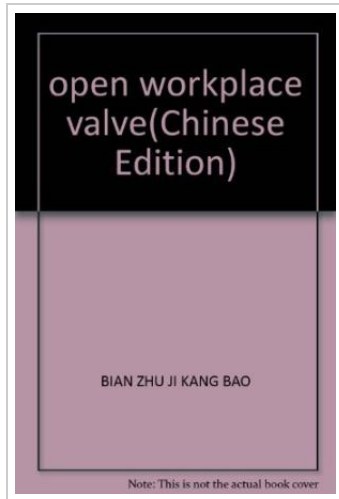 open workplace
valve(Chinese
Edition)
BIAN ZHU JI KANG BAO
Note: This is not the actual book cover